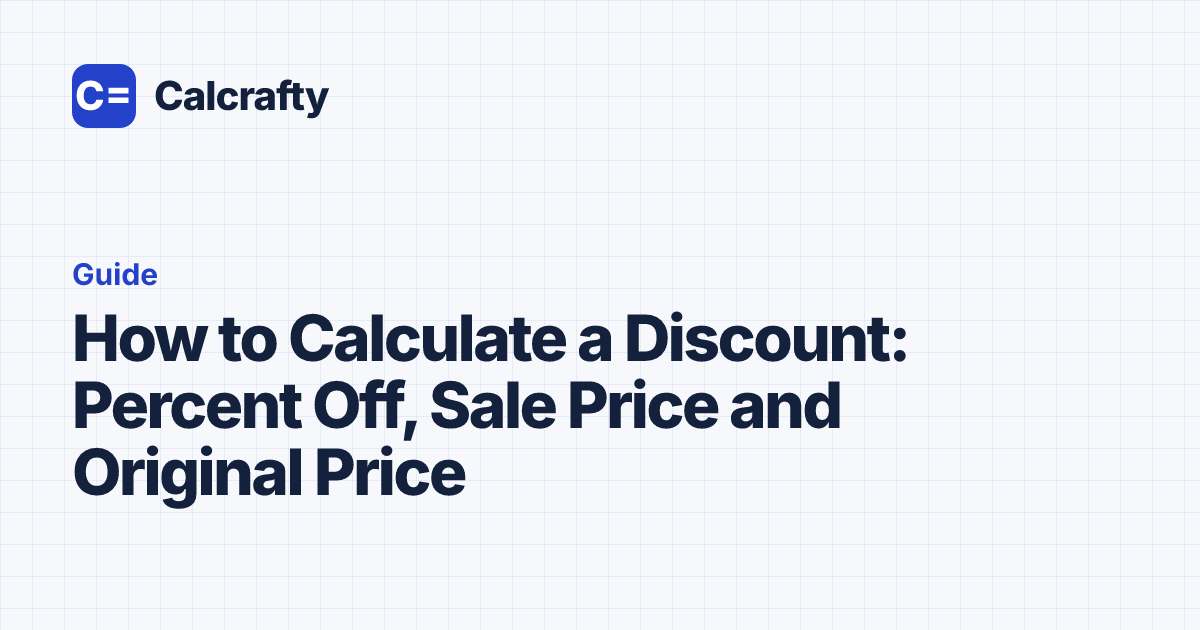 C=
Calcrafty
Guide
How to Calculate a Discount:
Percent Off, Sale Price and
Original Price